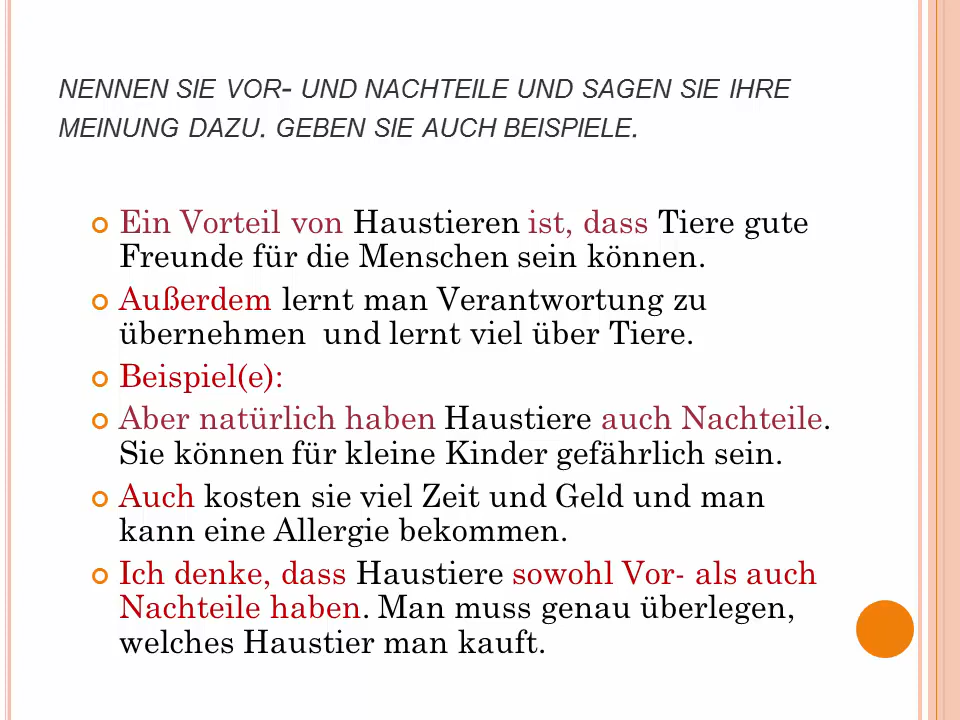 NENNEN SIE VOR- UND NACHTEILE UND SAGEN SIE IHRE
MEINUNG DAZU. GEBEN SIE AUCH BEISPIELE.
Ein Vorteil von Haustieren ist, dass Tiere gute
Freunde für die Menschen sein können.
Außerdem lernt man Verantwortung zu
übernehmen  und lernt viel über Tiere.
Beispiel(e):
Aber natürlich haben Haustiere auch Nachteile.
Sie können für kleine Kinder gefährlich sein.
Auch kosten sie viel Zeit und Geld und man
kann eine Allergie bekommen.
Ich denke, dass Haustiere sowohl Vor- als auch
Nachteile haben. Man muss genau überlegen,
welches Haustier man kauft.